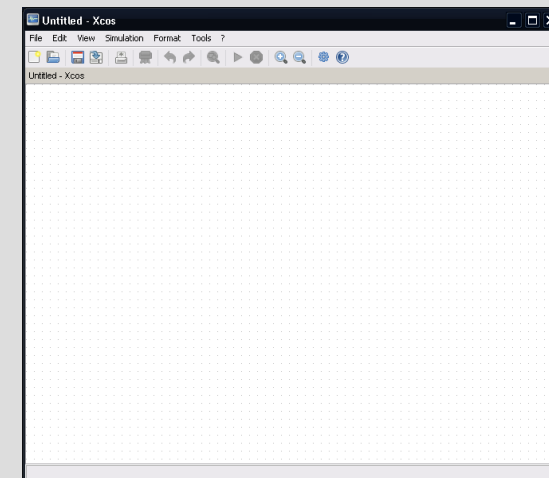 Untitled - Xcos
File Edit View Simulation Format Tools ?
Untitled - Xcos